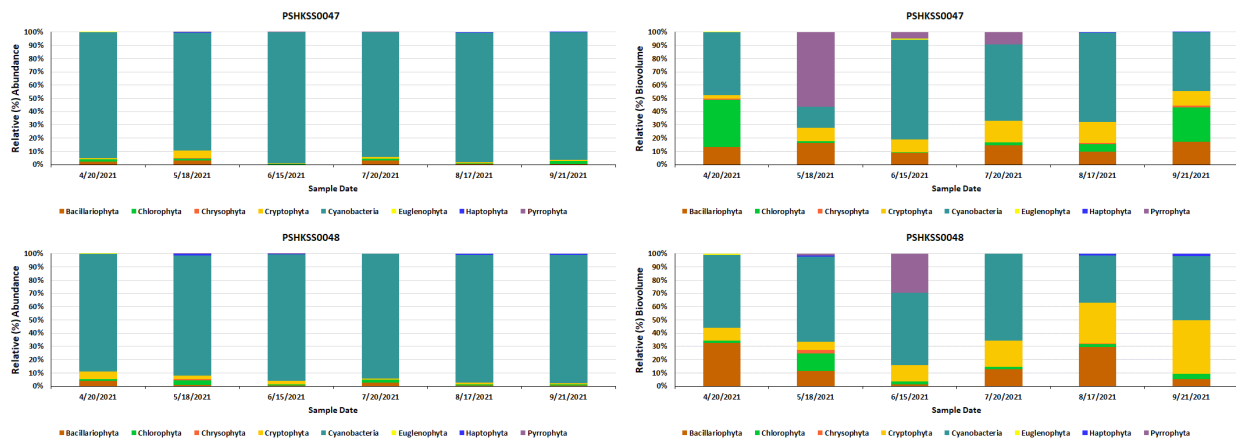 PSHKSS0047
Relative (%) Abundance
100%
90%
80%
70%
60%
50%
40%
30%
20%
10%
0%
4/20/2021 5/18/2021 6/15/2021 7/20/2021 8/17/2021 9/21/2021
Sample Date
Bacillariophyta Chlorophyta Chrysophyta Cryptophyta Cyanobacteria Euglenophyta Haptophyta Pyrrophyta
PSHKSS0047
Relative (%) Biovolume
100%
90%
80%
70%
60%
50%
40%
30%
20%
10%
0%
4/20/2021 5/18/2021 6/15/2021 7/20/2021 8/17/2021 9/21/2021
Sample Date
Bacillariophyta Chlorophyta Chrysophyta Cryptophyta Cyanobacteria Euglenophyta Haptophyta Pyrrophyta
PSHKSS0048
Relative (%) Abundance
100%
90%
80%
70%
60%
50%
40%
30%
20%
10%
0%
4/20/2021 5/18/2021 6/15/2021 7/20/2021 8/17/2021 9/21/2021
Sample Date
Bacillariophyta Chlorophyta Chrysophyta Cryptophyta Cyanobacteria Euglenophyta Haptophyta Pyrrophyta
PSHKSS0048
Relative (%) Biovolume
100%
90%
80%
70%
60%
50%
40%
30%
20%
10%
0%
4/20/2021 5/18/2021 6/15/2021 7/20/2021 8/17/2021 9/21/2021
Sample Date
Bacillariophyta Chlorophyta Chrysophyta Cryptophyta Cyanobacteria Euglenophyta Haptophyta Pyrrophyta